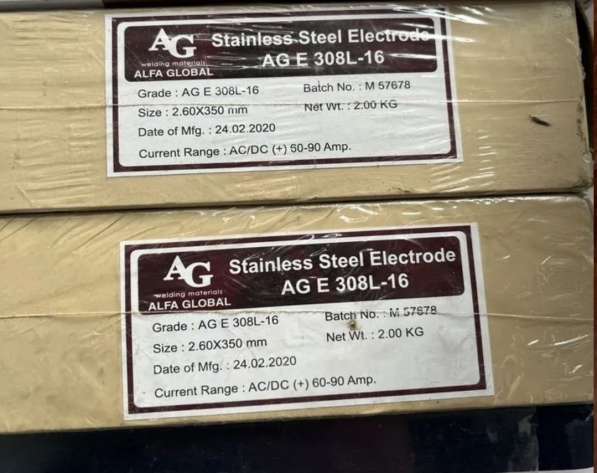 AG
welding materials
ALFA GLOBAL
Stainless Steel Electrode
AG E 308L-16
Grade : AG E 308L-16 Batch No. : M 57678
Size : 2.60X350 mm Net Wt. : 2.00 KG
Date of Mfg. : 24.02.2020
Current Range : AC/DC (+) 60-90 Amp.
AG
welding materials
ALFA GLOBAL
Stainless Steel Electrode
AG E 308L-16
Grade : AG E 308L-16 Batch No. : M 57678
Size : 2.60X350 mm Net Wt. : 2.00 KG
Date of Mfg. : 24.02.2020
Current Range : AC/DC (+) 60-90 Amp.